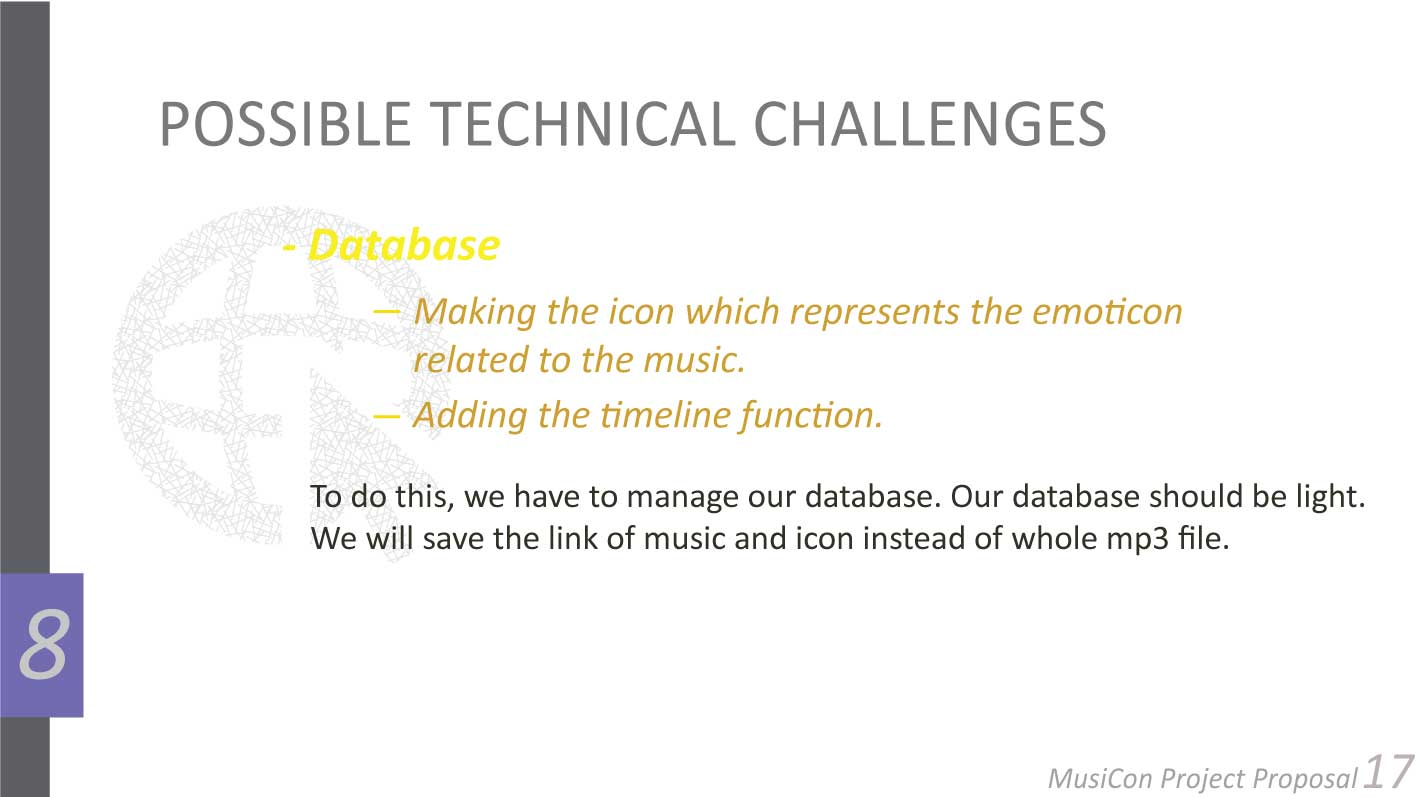 POSSIBLE TECHNICAL CHALLENGES
- Database
— Making the icon which represents the emoticon
related to the music.
— Adding the timeline function.
To do this, we have to manage our database. Our database should be light.
We will save the link of music and icon instead of whole mp3 file.
8
MusiCon Project Proposal 17